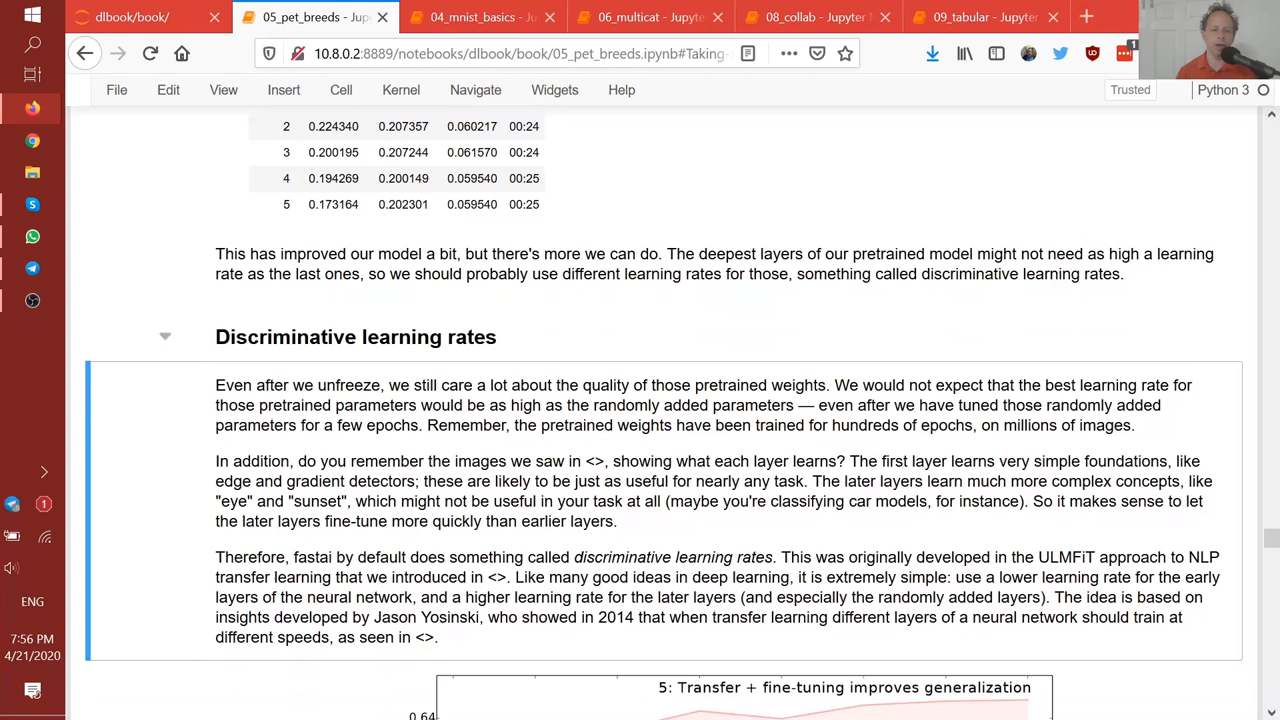 dlbook/book/
05_pet_breeds - Jup
04_mnist_basics - Jup
06_multicat - Jupyte
08_collab - Jupyter N
09_tabular - Jupyter
10.8.0.2:8889/notebooks/dlbook/book/05_pet_breeds.ipynb#Taking-
1
File Edit View Insert Cell Kernel Navigate Widgets Help
Trusted
Python 3
2 0.224340 0.207357 0.060217 00:24
3 0.200195 0.207244 0.061570 00:24
4 0.194269 0.200149 0.059540 00:25
5 0.173164 0.202301 0.059540 00:25
This has improved our model a bit, but there's more we can do. The deepest layers of our pretrained model might not need as high a learning
rate as the last ones, so we should probably use different learning rates for those, something called discriminative learning rates.
Discriminative learning rates
Even after we unfreeze, we still care a lot about the quality of those pretrained weights. We would not expect that the best learning rate for
those pretrained parameters would be as high as the randomly added parameters — even after we have tuned those randomly added
parameters for a few epochs. Remember, the pretrained weights have been trained for hundreds of epochs, on millions of images.
In addition, do you remember the images we saw in <>, showing what each layer learns? The first layer learns very simple foundations, like
edge and gradient detectors; these are likely to be just as useful for nearly any task. The later layers learn much more complex concepts, like
"eye" and "sunset", which might not be useful in your task at all (maybe you're classifying car models, for instance). So it makes sense to let
the later layers fine-tune more quickly than earlier layers.
Therefore, fastai by default does something called discriminative learning rates. This was originally developed in the ULMFiT approach to NLP
transfer learning that we introduced in <>. Like many good ideas in deep learning, it is extremely simple: use a lower learning rate for the early
layers of the neural network, and a higher learning rate for the later layers (and especially the randomly added layers). The idea is based on
insights developed by Jason Yosinski, who showed in 2014 that when transfer learning different layers of a neural network should train at
different speeds, as seen in <>.
5: Transfer + fine-tuning improves generalization
0.64
1
ENG
7:56 PM
4/21/2020